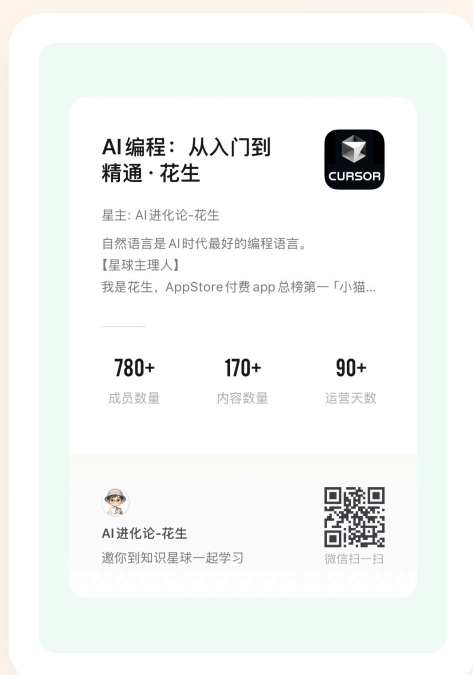 AI编程：从入门到
精通·花生
CURSOR
星主: AI进化论-花生
自然语言是AI时代最好的编程语言。
【星球主理人】
我是花生，AppStore付费app总榜第一「小猫...
780+
170+
90+
成员数量
内容数量
运营天数
AI进化论-花生
邀你到知识星球一起学习
微信扫一扫